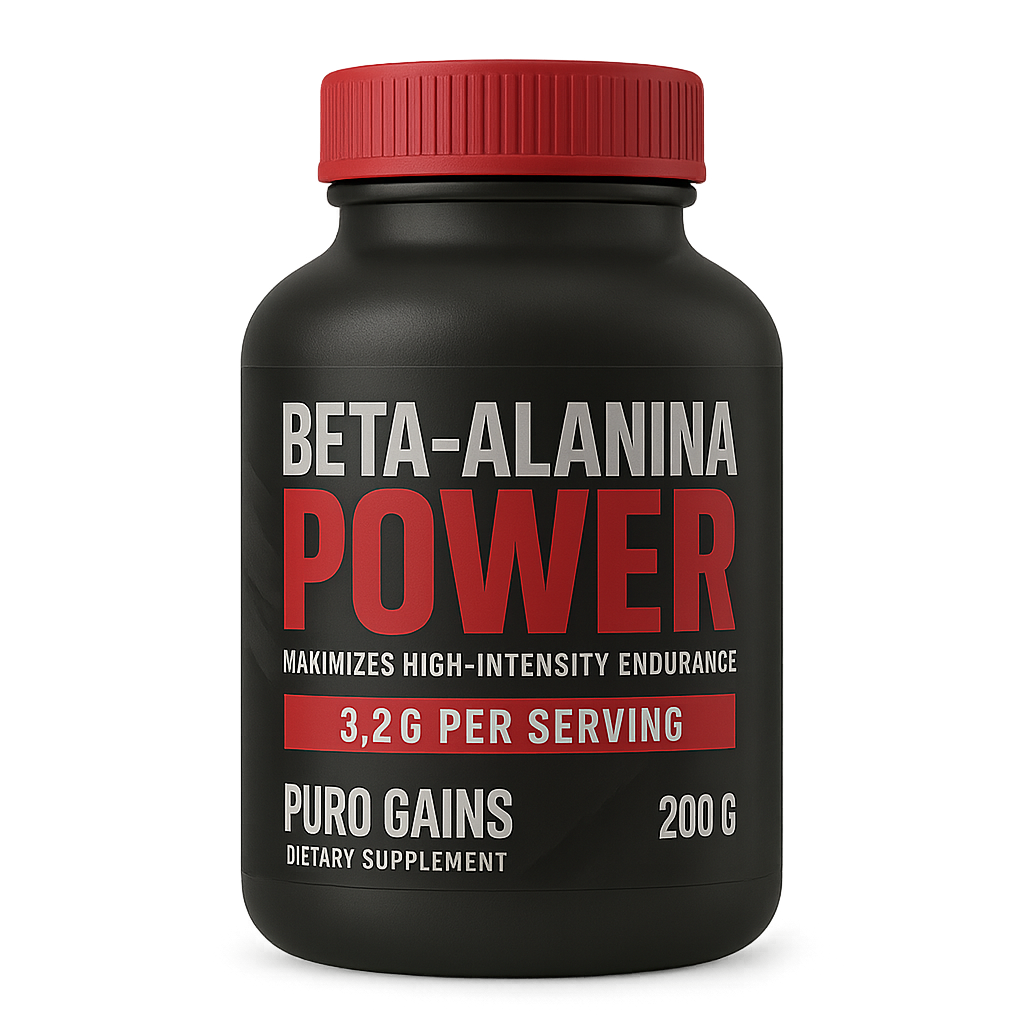 BETA-ALANINA
POWER
MAKIMIZES HIGH-INTENSITY ENDURANCE
3,2 G PER SERVING
PURO GAINS
200 G
DIETARY SUPPLEMENT